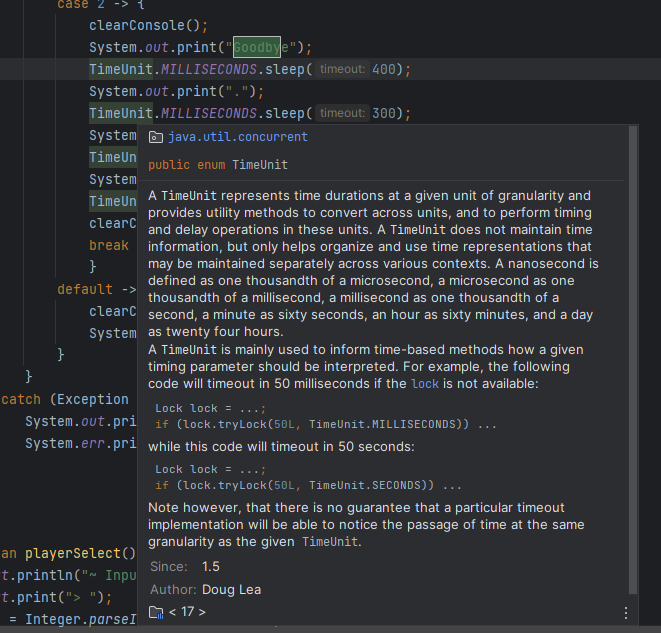 case 2 -> {
clearConsole();
System.out.print("Goodbye");
TimeUnit.MILLISECONDS.sleep( timeout: 400);
System.out.print(".");
TimeUnit.MILLISECONDS.sleep( timeout: 300);
System
TimeUn
System
TimeUn
clearC
break
}
default ->
clearC
System
}
}
catch (Exception
System.out.pri
System.err.pri
an playerSelect()
t.println("~ Inpu
t.print("> ");
= Integer.parseI
java.util.concurrent
public enum TimeUnit
A TimeUnit represents time durations at a given unit of granularity and
provides utility methods to convert across units, and to perform timing
and delay operations in these units. A TimeUnit does not maintain time
information, but only helps organize and use time representations that
may be maintained separately across various contexts. A nanosecond is
defined as one thousandth of a microsecond, a microsecond as one
thousandth of a millisecond, a millisecond as one thousandth of a
second, a minute as sixty seconds, an hour as sixty minutes, and a day
as twenty four hours.
A TimeUnit is mainly used to inform time-based methods how a given
timing parameter should be interpreted. For example, the following
code will timeout in 50 milliseconds if the lock is not available:
Lock lock = ...;
if (lock.tryLock(50L, TimeUnit.MILLISECONDS)) ...
while this code will timeout in 50 seconds:
Lock lock = ...;
if (lock.tryLock(50L, TimeUnit.SECONDS)) ...
Note however, that there is no guarantee that a particular timeout
implementation will be able to notice the passage of time at the same
granularity as the given TimeUnit.
Since: 1.5
Author: Doug Lea
< 17 >